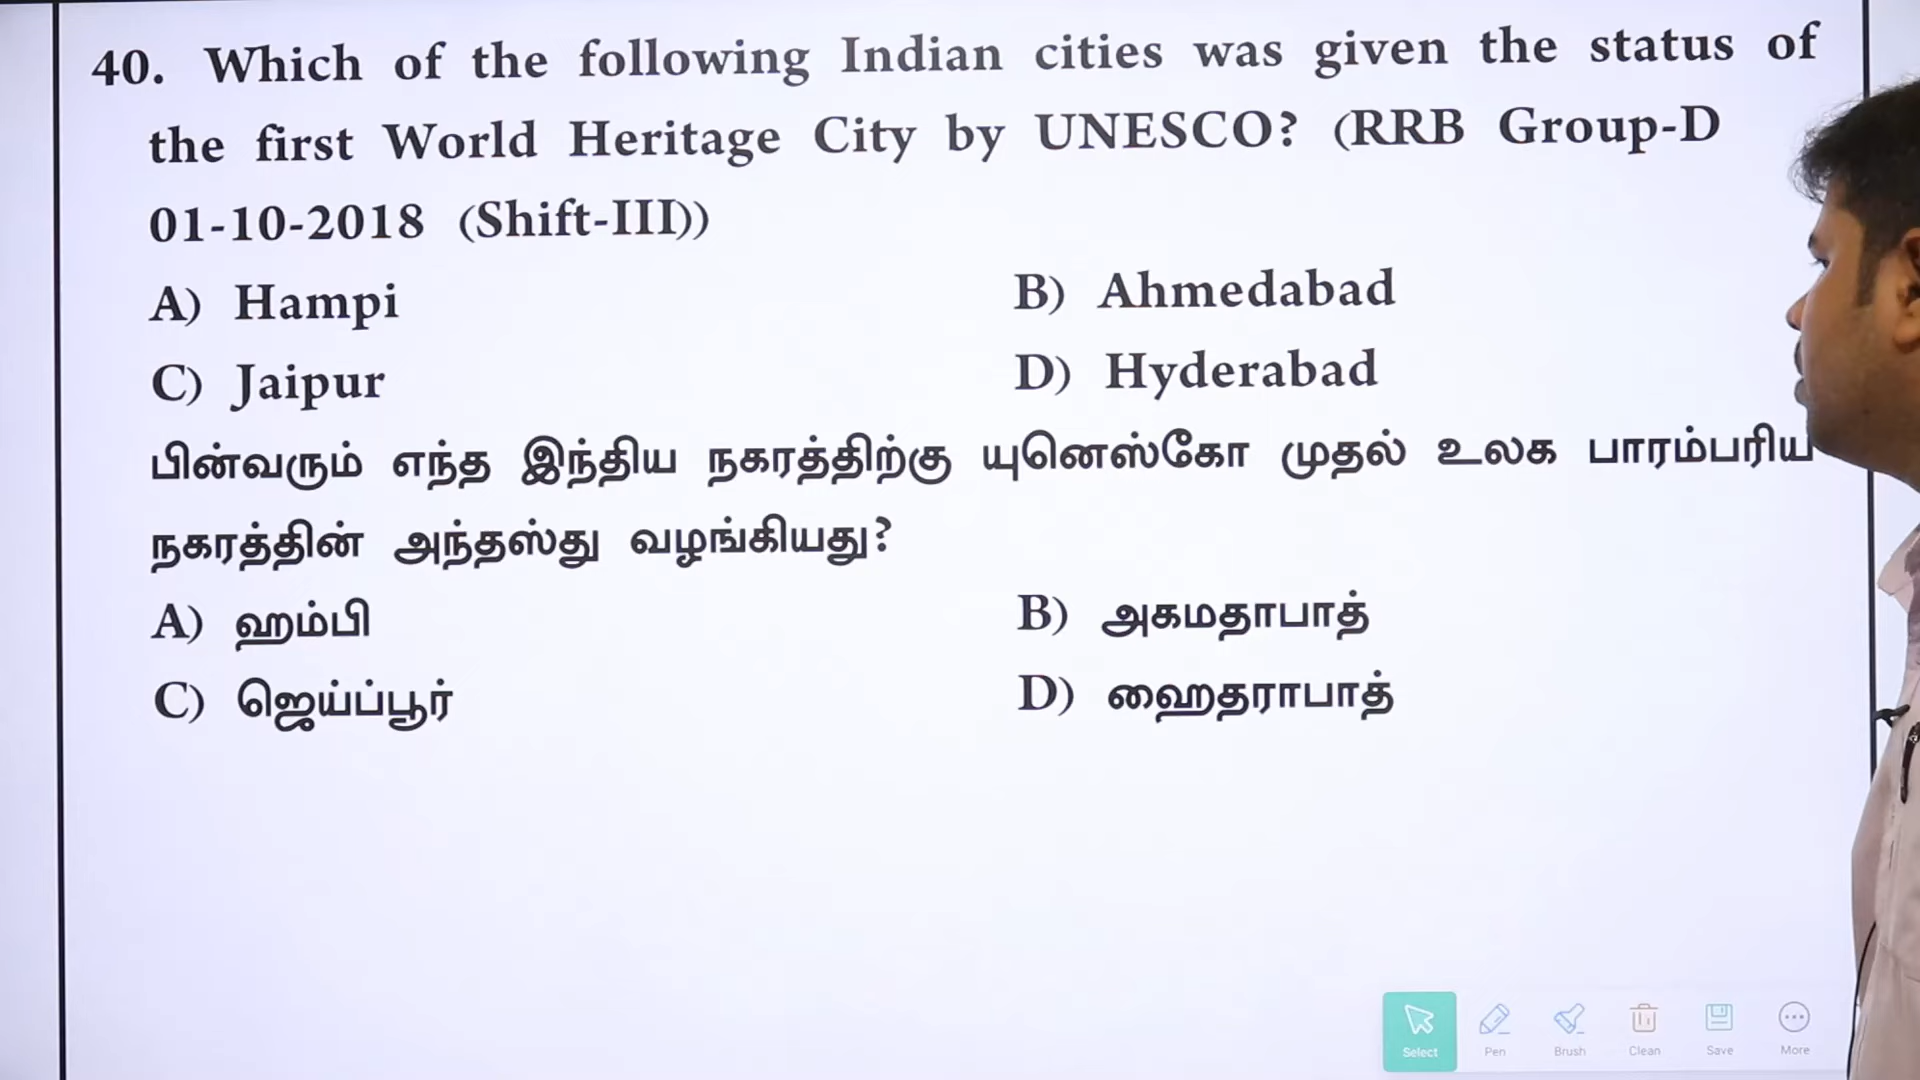 40. Which of the following Indian cities was given the status of
the first World Heritage City by UNESCO? (RRB Group-D
01-10-2018 (Shift-III))
A) Hampi B) Ahmedabad
C) Jaipur D) Hyderabad
பின்வரும் எந்த இந்திய நகரத்திற்கு யுனெஸ்கோ முதல் உலக பாரம்பரிய
நகரத்தின் அந்தஸ்து வழங்கியது?
A) ஹம்பி B) அகமதாபாத்
C) ஜெய்ப்பூர் D) ஹைதராபாத்
Select Pen Brush Clean Save More